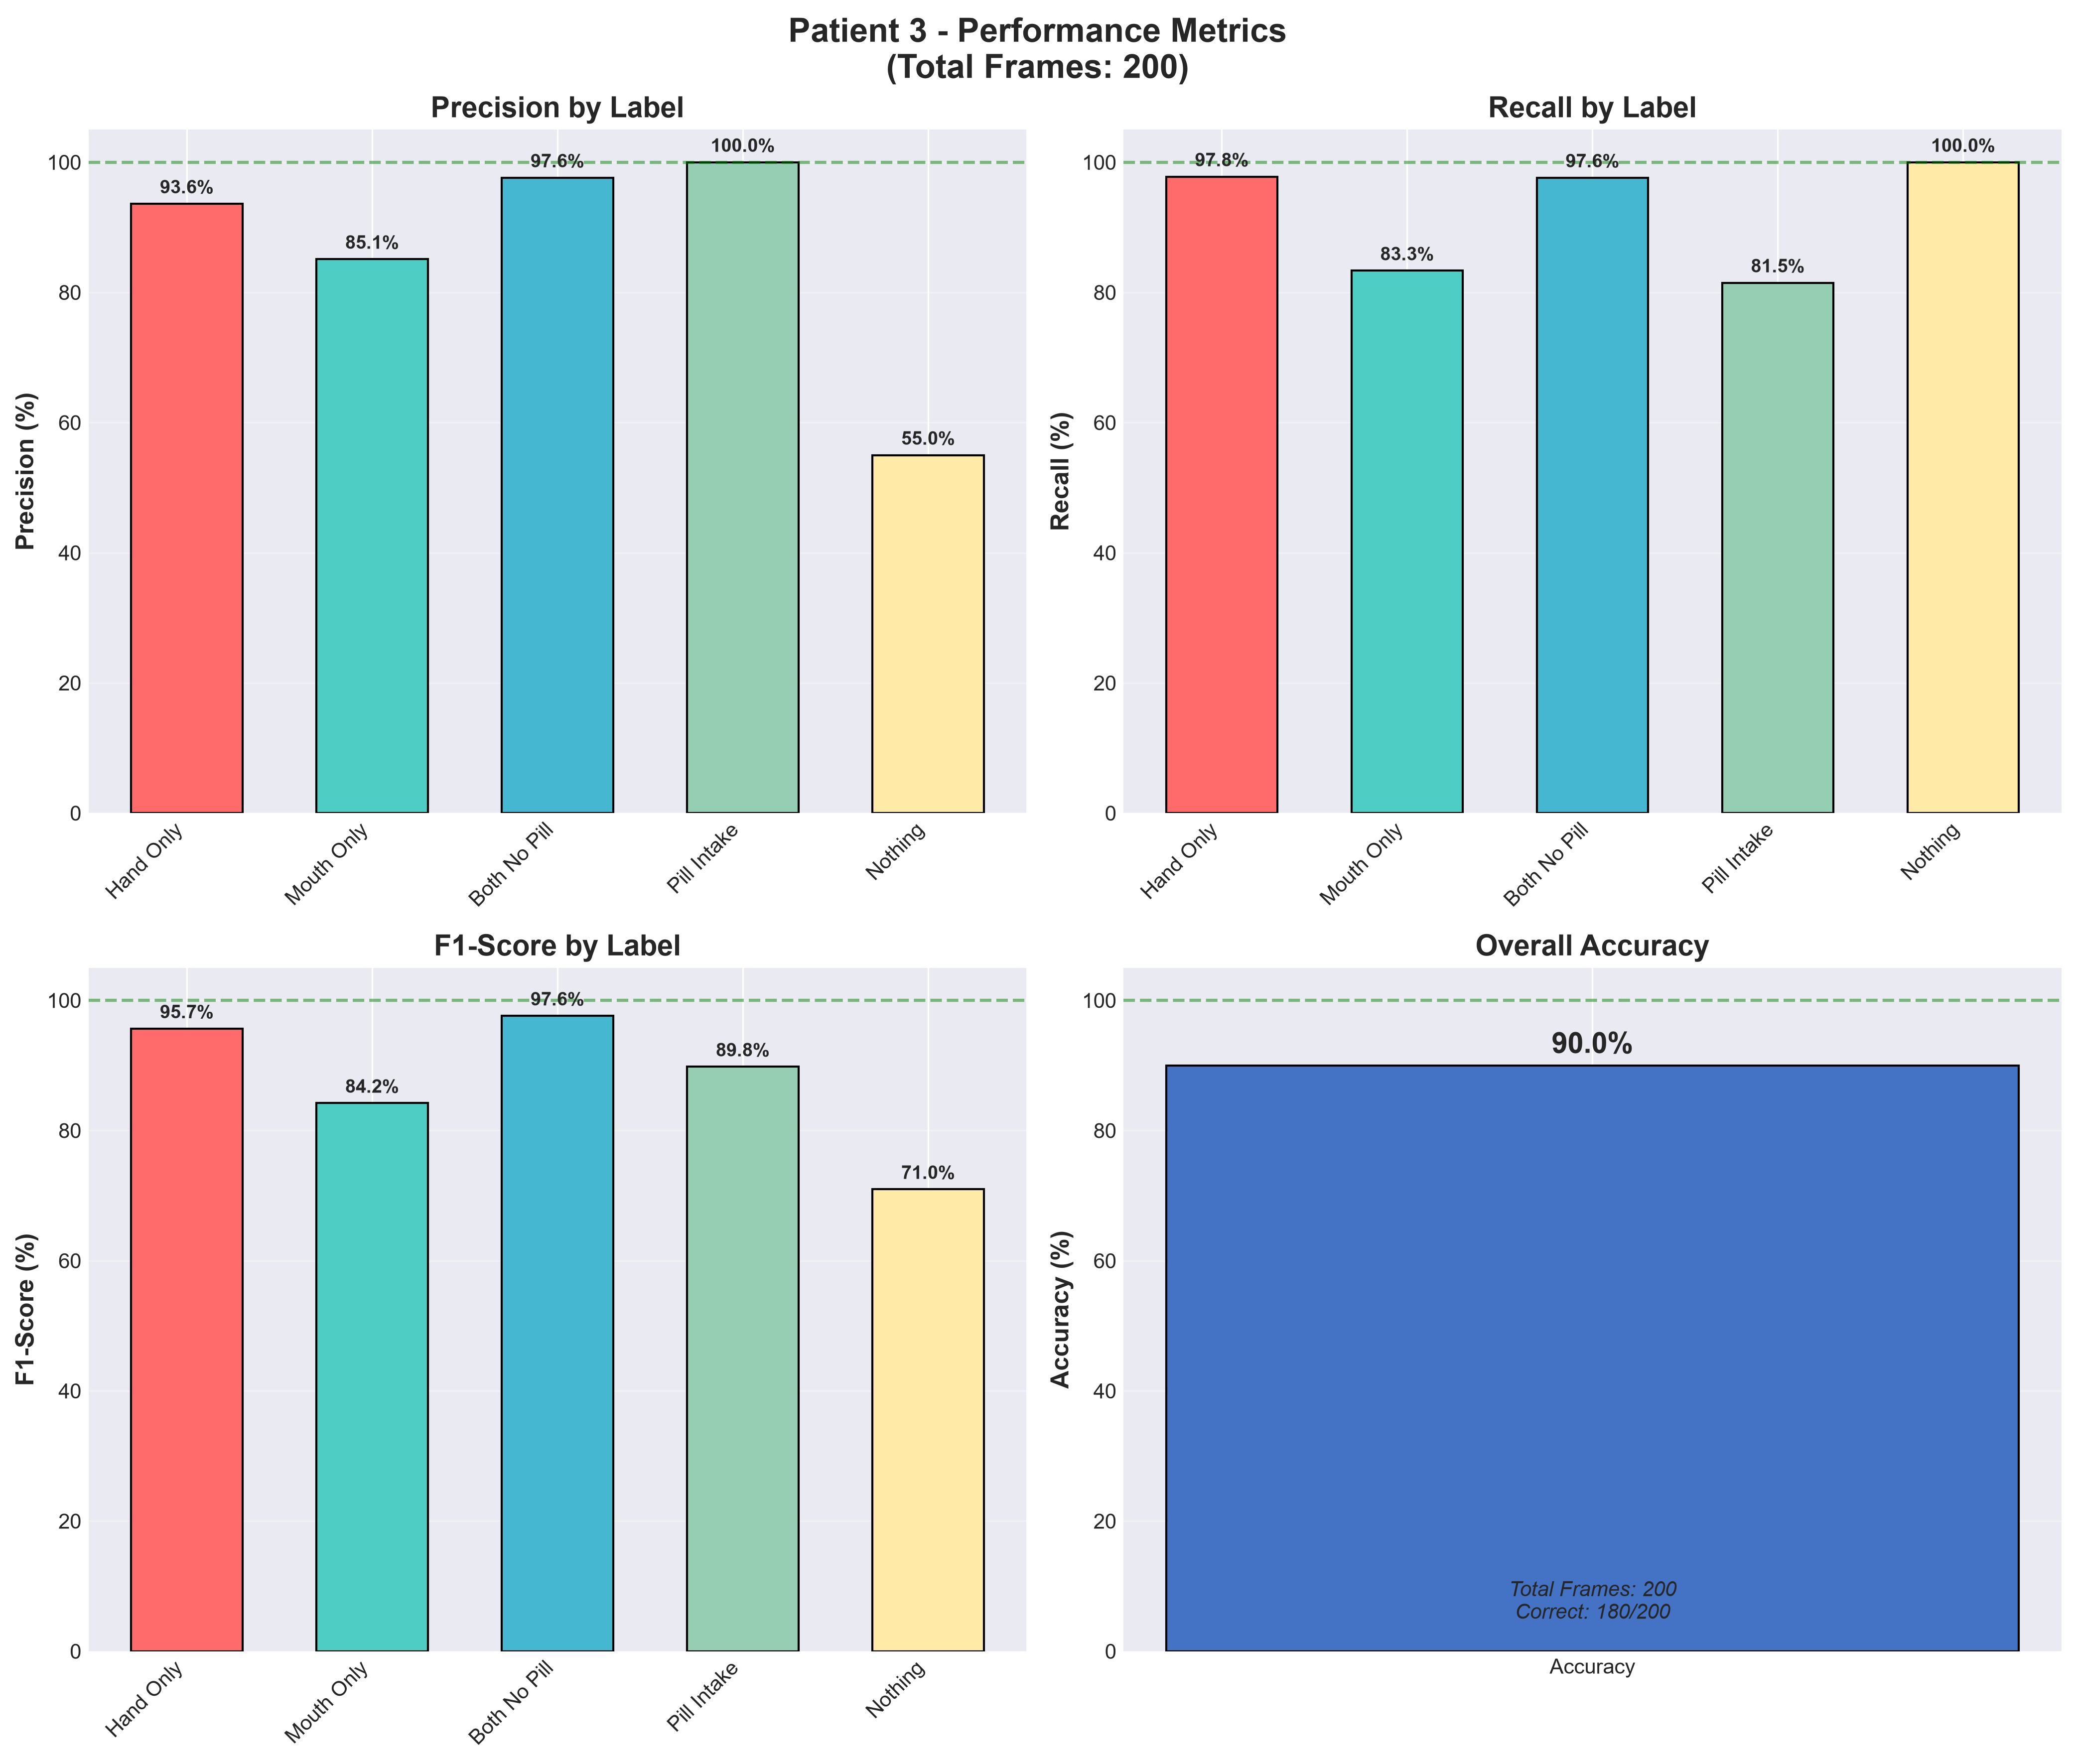 Patient 3 - Performance Metrics
(Total Frames: 200)
Precision by Label
Precision (%)
100
80
60
40
20
0
93.6%
85.1%
97.6%
100.0%
55.0%
Hand Only
Mouth Only
Both No Pill
Pill Intake
Nothing
Recall by Label
Recall (%)
100
80
60
40
20
0
97.8%
83.3%
97.6%
81.5%
100.0%
Hand Only
Mouth Only
Both No Pill
Pill Intake
Nothing
F1-Score by Label
F1-Score (%)
100
80
60
40
20
0
95.7%
84.2%
97.6%
89.8%
71.0%
Hand Only
Mouth Only
Both No Pill
Pill Intake
Nothing
Overall Accuracy
Accuracy (%)
100
80
60
40
20
0
90.0%
Total Frames: 200
Correct: 180/200
Accuracy